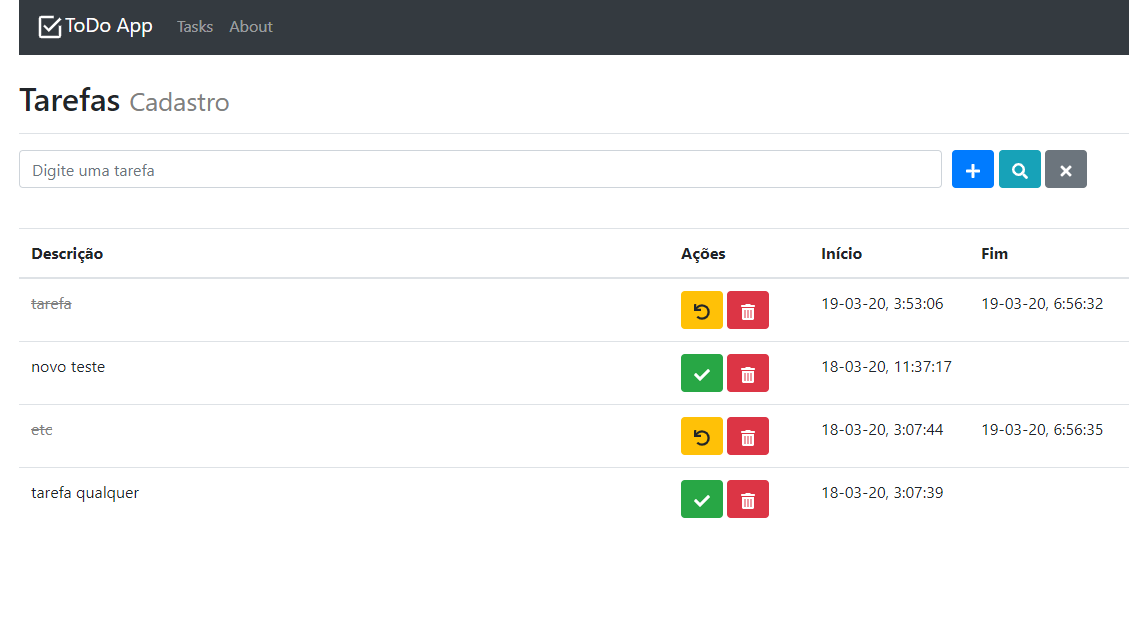 ToDo App Tasks About
Tarefas Cadastro
Digite uma tarefa
Descrição Ações Início Fim
tarefa 19-03-20, 3:53:06 19-03-20, 6:56:32
novo teste 18-03-20, 11:37:17
etc 18-03-20, 3:07:44 19-03-20, 6:56:35
tarefa qualquer 18-03-20, 3:07:39